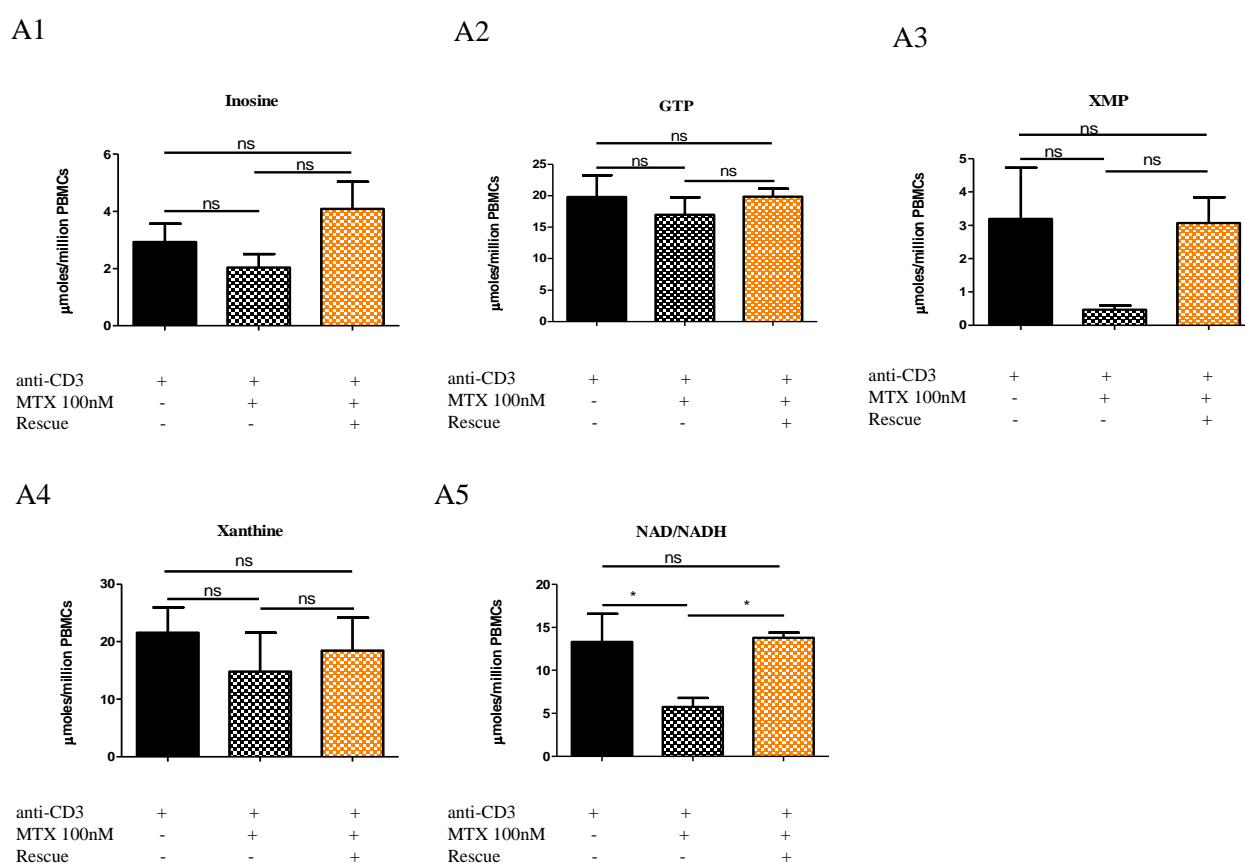 A1
A2
A3
Inosine
GTP
XMP
ns
ns
ns
ns
ns
ns
ns
ns
ns
µmoles/million PBMCs
6
4
2
0
µmoles/million PBMCs
25
20
15
10
5
0
µmoles/million PBMCs
5
4
3
2
1
0
anti-CD3 + + +
MTX 100nM - + +
Rescue - - +
anti-CD3 + + +
MTX 100nM - + +
Rescue - - +
anti-CD3 + + +
MTX 100nM - + +
Rescue - - +
A4
A5
Xanthine
NAD/NADH
ns
ns
ns
ns
*
*
µmoles/million PBMCs
30
20
10
0
µmoles/million PBMCs
20
15
10
5
0
anti-CD3 + + +
MTX 100nM - + +
Rescue - - +
anti-CD3 + + +
MTX 100nM - + +
Rescue - - +